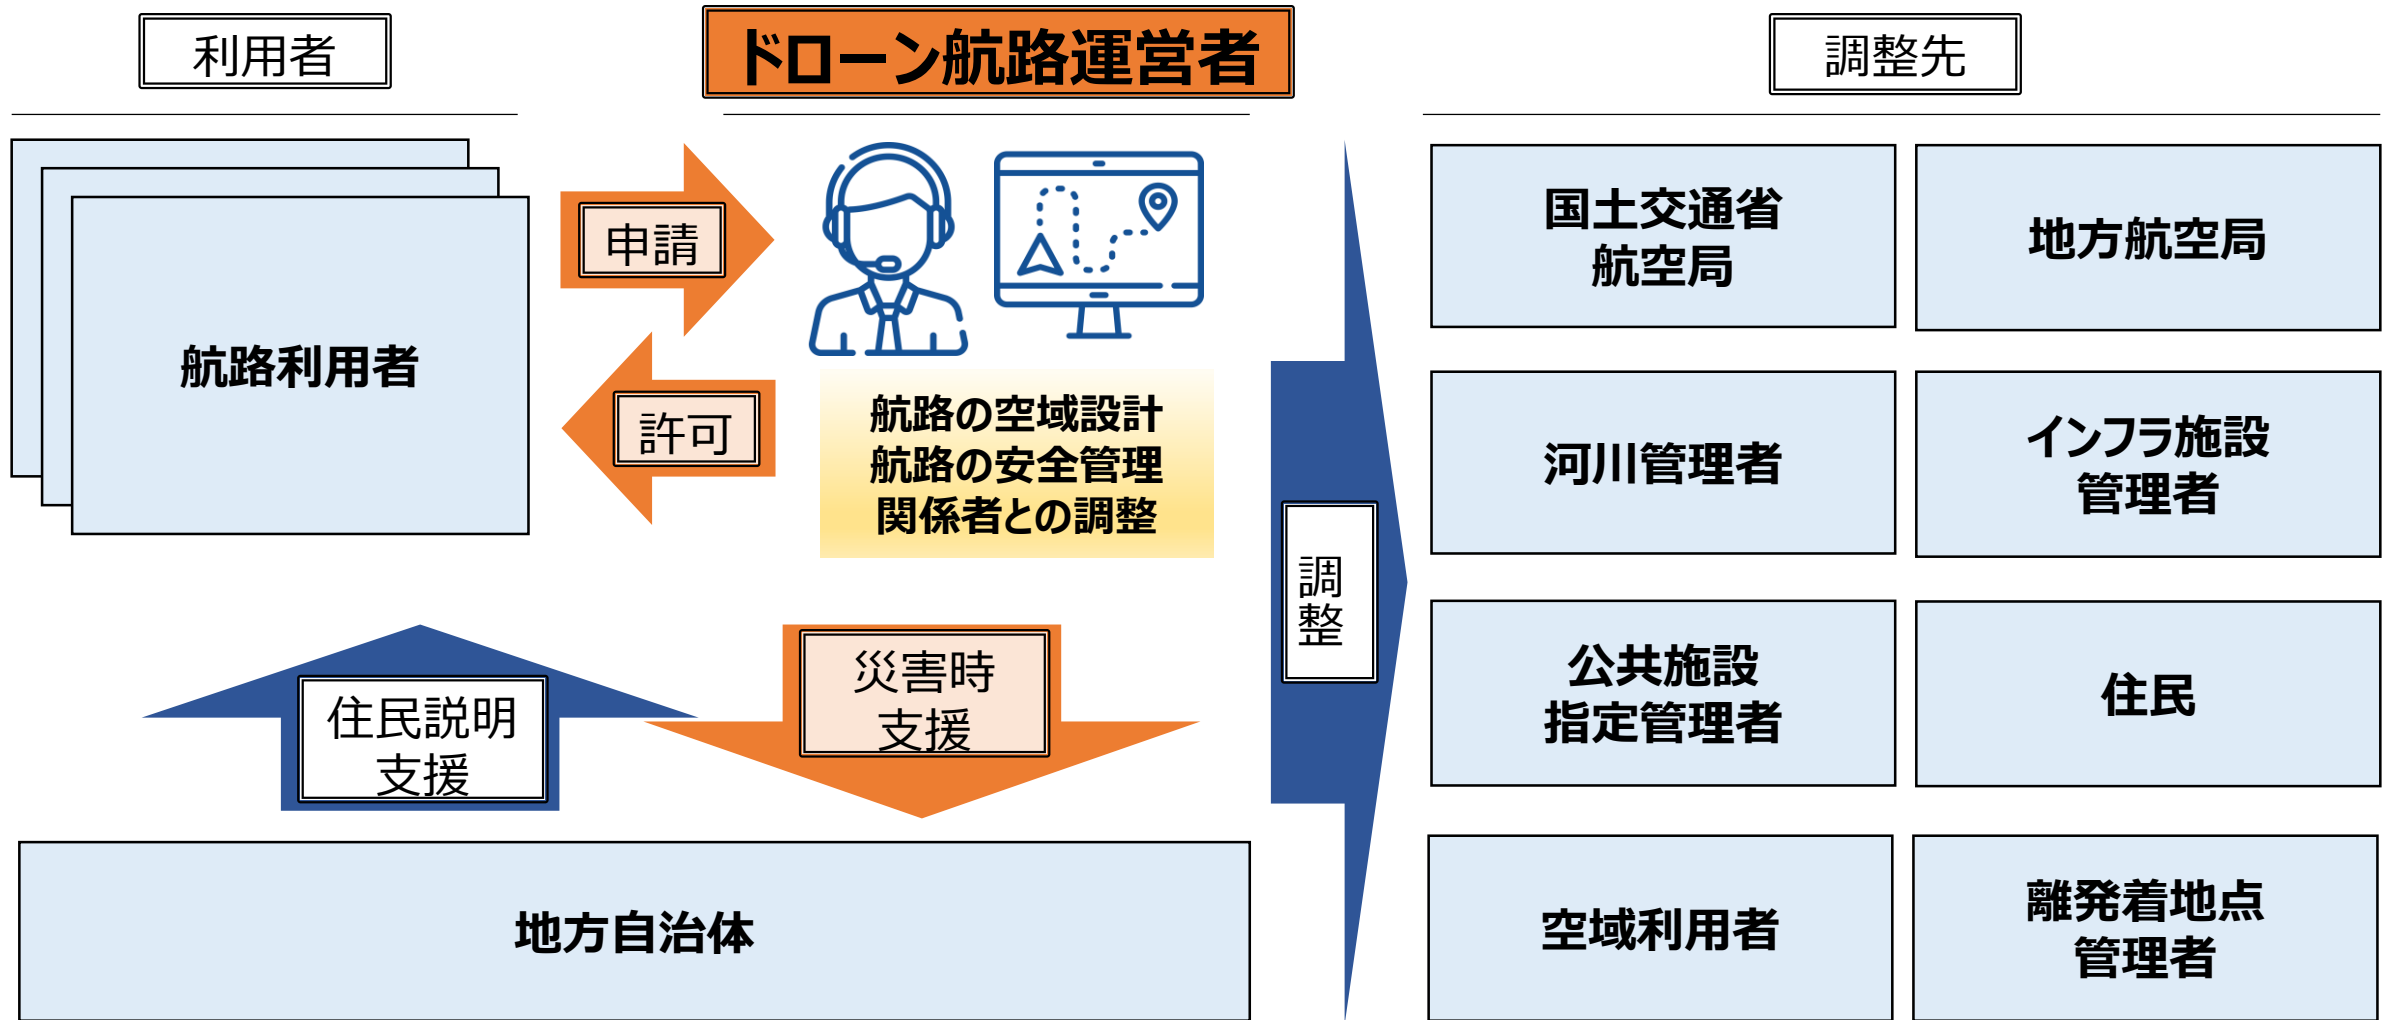 利用者
ドローン航路運営者
調整先
航路利用者
申請
許可
航路の空域設計
航路の安全管理
関係者との調整
住民説明
支援
災害時
支援
地方自治体
調
整
国土交通省
航空局
地方航空局
河川管理者
インフラ施設
管理者
公共施設
指定管理者
住民
空域利用者
離発着地点
管理者